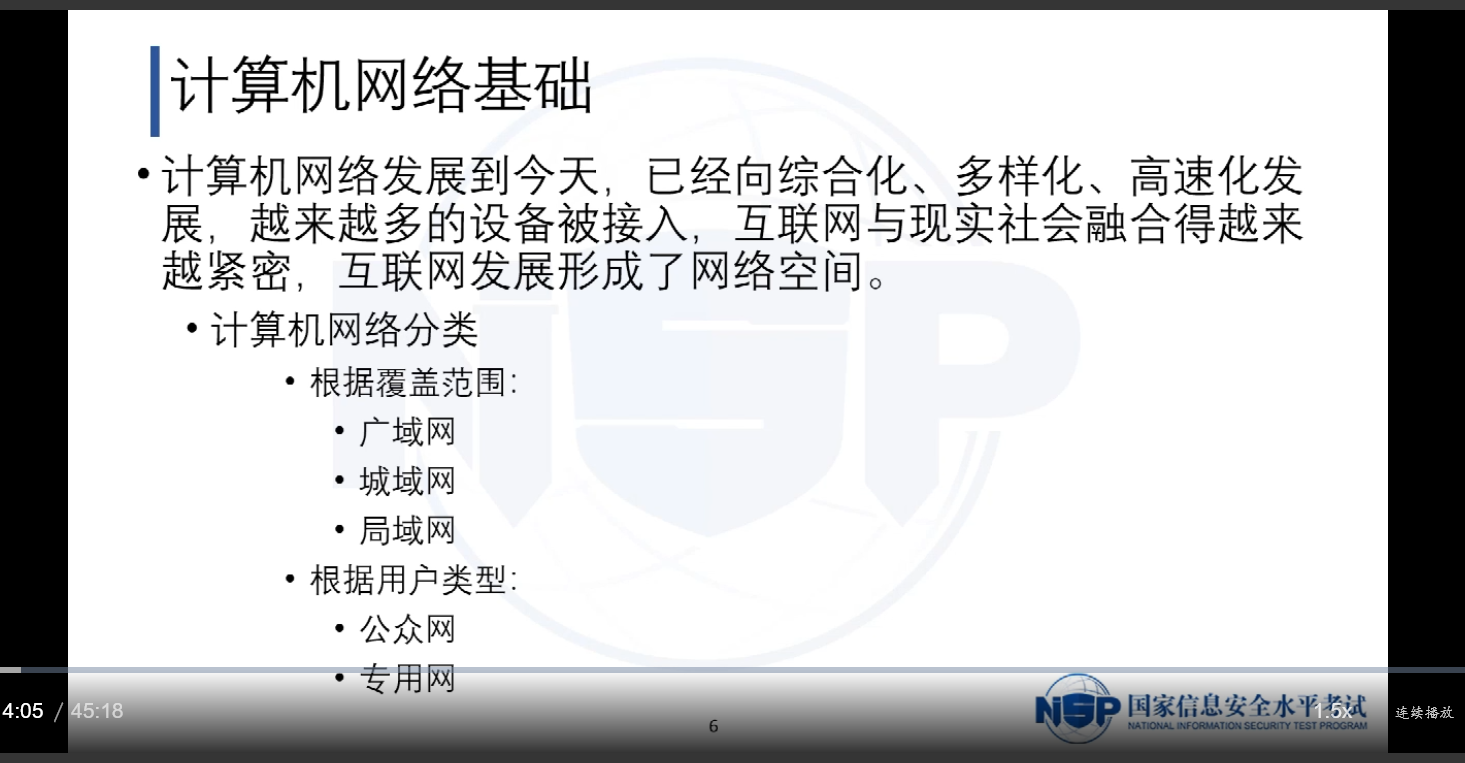 计算机网络基础
• 计算机网络发展到今天，已经向综合化、多样化、高速化发
展，越来越多的设备被接入，互联网与现实社会融合得越来
越紧密，互联网发展形成了网络空间。
• 计算机网络分类
• 根据覆盖范围：
• 广域网
• 城域网
• 局域网
• 根据用户类型：
• 公众网
• 专用网
NSP
4:05 / 45:18
6
NSP 国家信息安全水平考试
NATIONAL INFORMATION SECURITY TEST PROGRAM
1.5x
连续播放